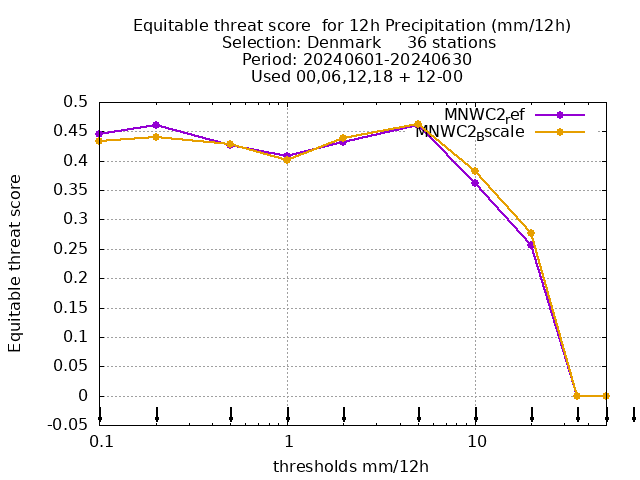 Equitable threat score  for 12h Precipitation (mm/12h)
Selection: Denmark     36 stations
Period: 20240601-20240630
Used 00,06,12,18 + 12-00
MNWC2ref
MNWC2Bscale
0.5
0.45
0.4
0.35
0.3
0.25
0.2
0.15
0.1
0.05
0
-0.05
Equitable threat score
0.1 1 10
thresholds mm/12h